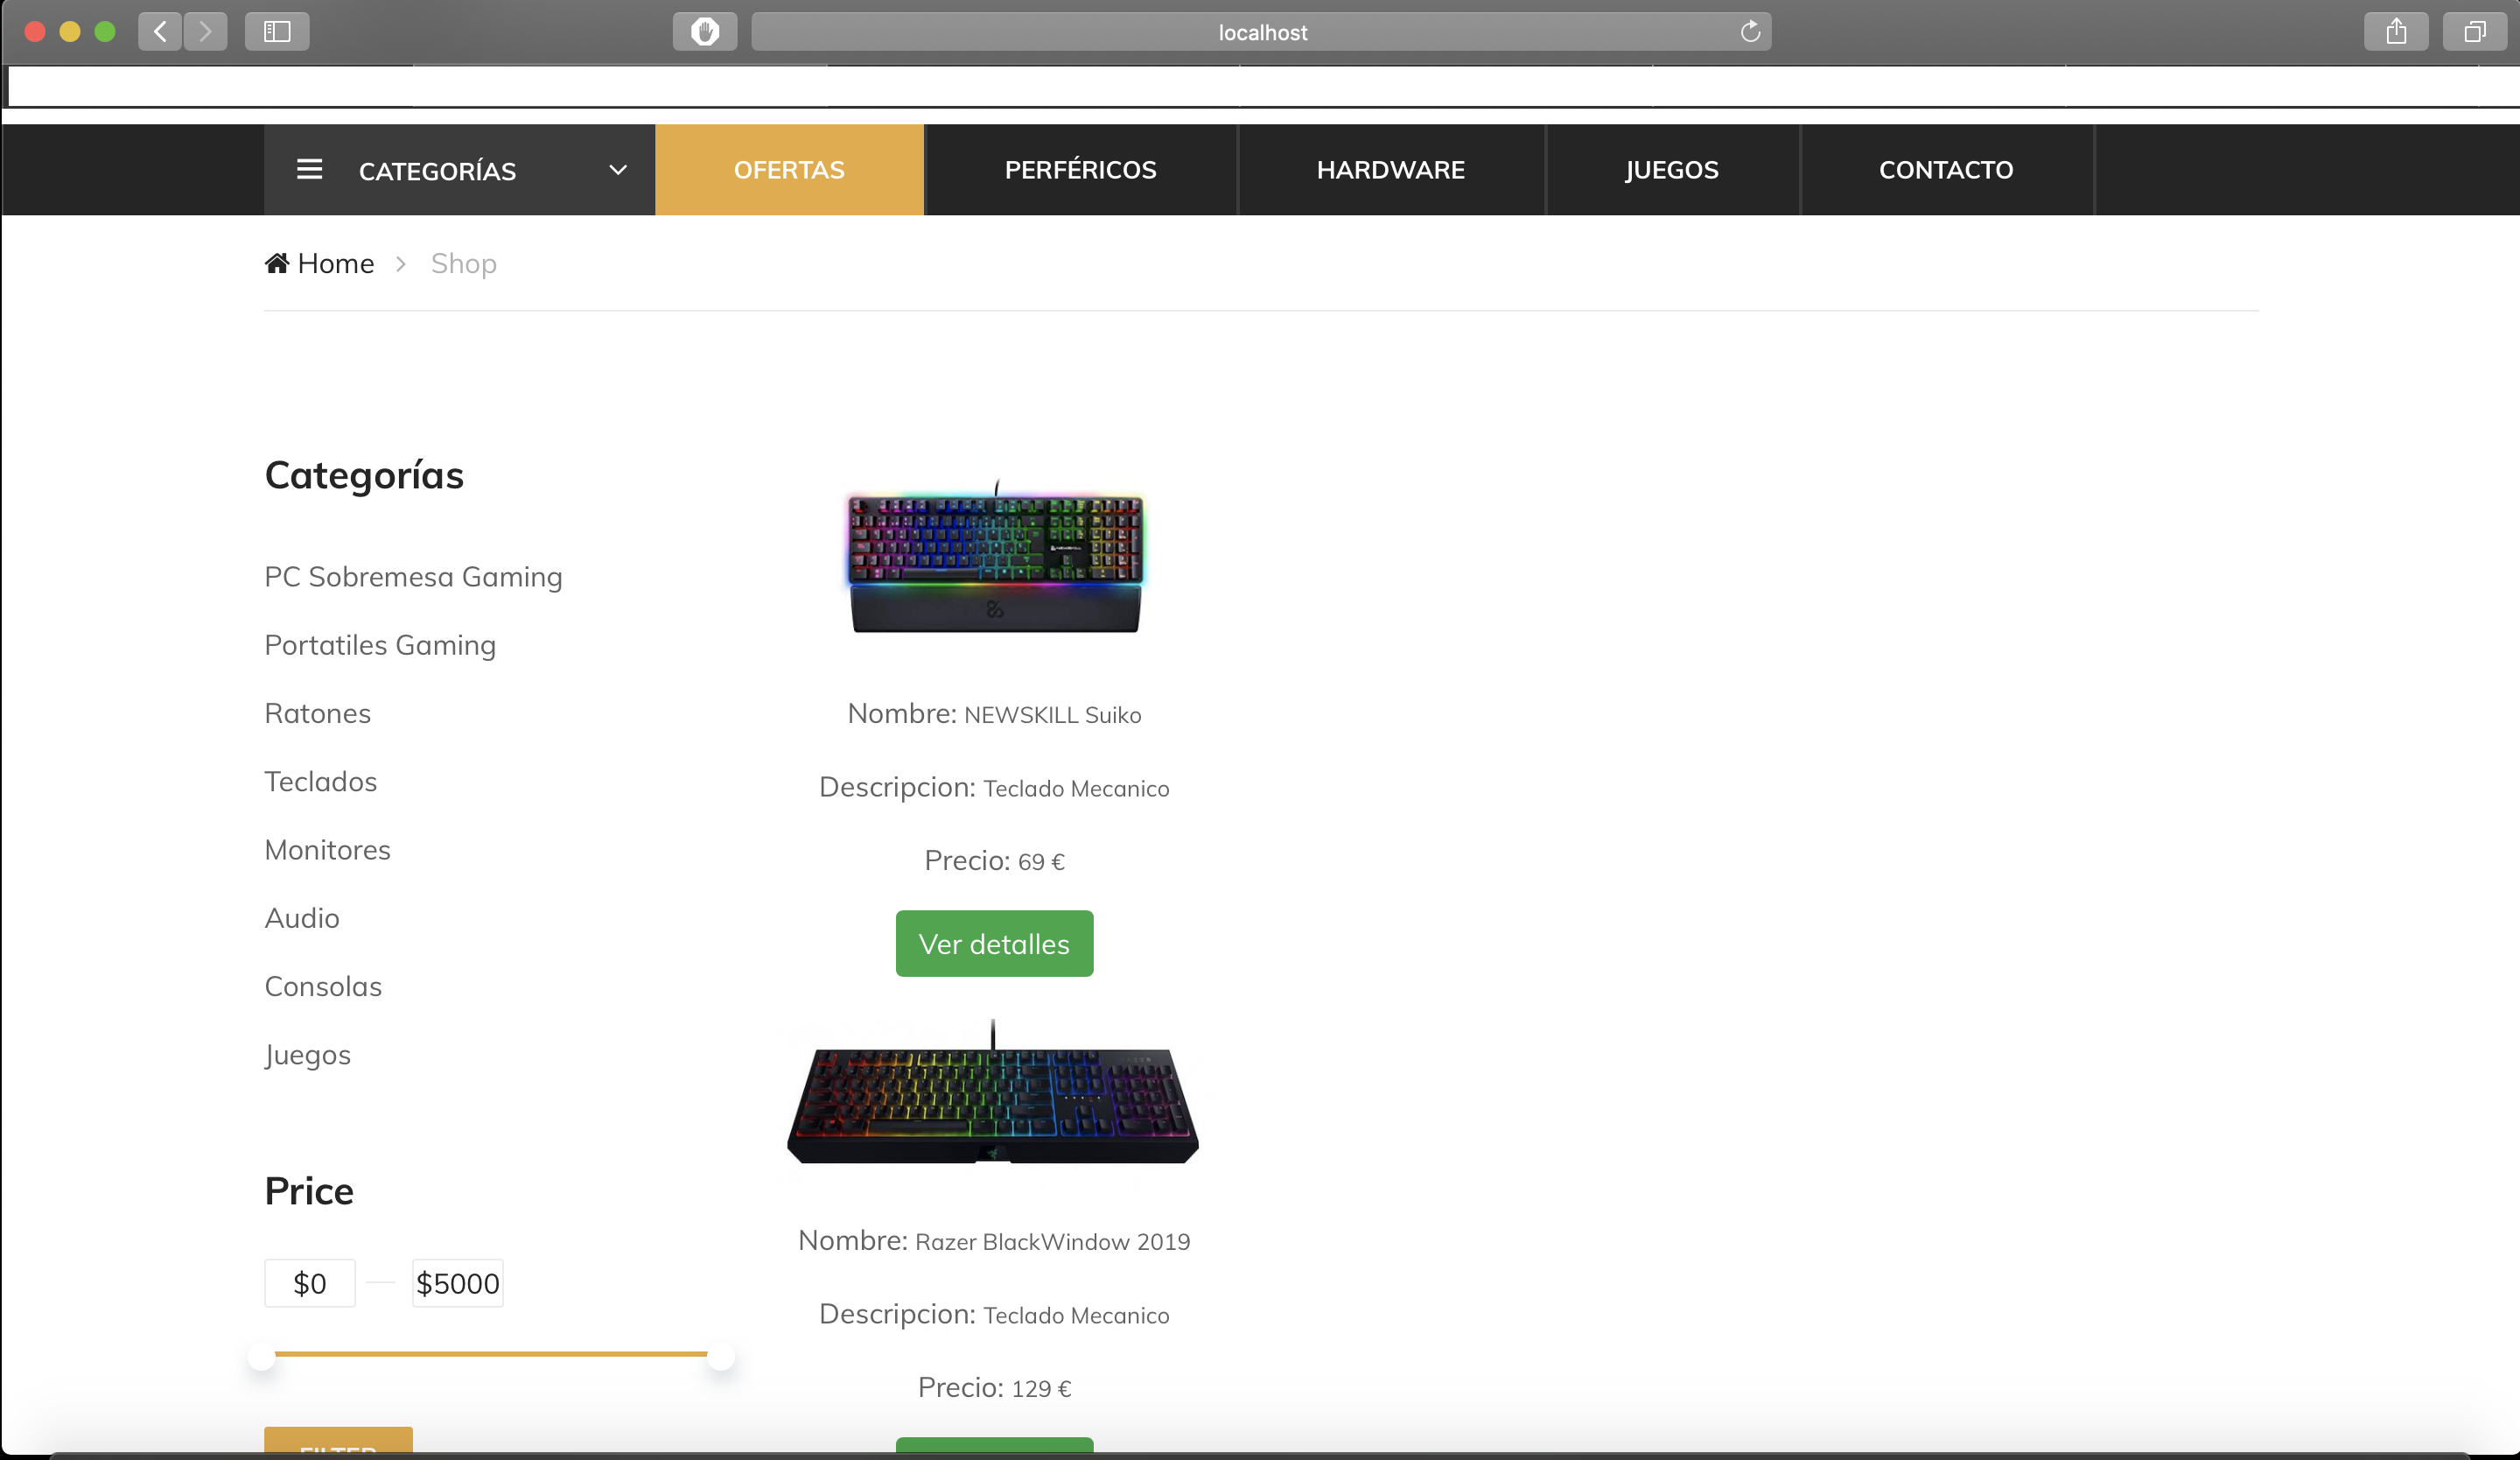 localhost
CATEGORÍAS
OFERTAS
PERFÉRICOS
HARDWARE
JUEGOS
CONTACTO
Home
Shop
Categorías
PC Sobremesa Gaming
Portatiles Gaming
Ratones
Teclados
Monitores
Audio
Consolas
Juegos
Price
$0
$5000
FILTER
NEWSKILL
Nombre: NEWSKILL Suiko
Descripcion: Teclado Mecanico
Precio: 69 €
Ver detalles
Nombre: Razer BlackWindow 2019
Descripcion: Teclado Mecanico
Precio: 129 €